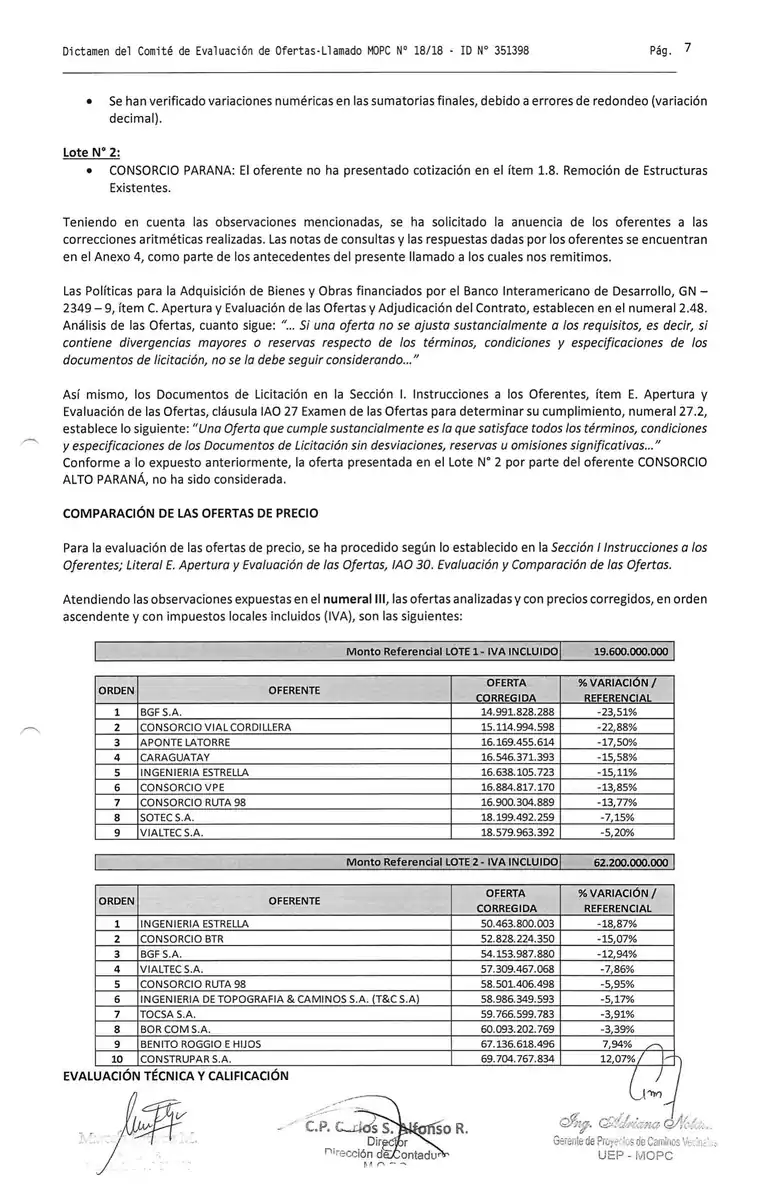 Dictamen del Comité de Evaluación de Ofertas-Llamado MOPC N° 18/18 - ID N° 351398 Pág. 7
• Se han verificado variaciones numéricas en las sumatorias finales, debido a errores de redondeo (variación
decimal).
Lote N° 2:
• CONSORCIO PARANA: El oferente no ha presentado cotización en el ítem 1.8. Remoción de Estructuras
Existentes.
Teniendo en cuenta las observaciones mencionadas, se ha solicitado la anuencia de los oferentes a las
correcciones aritméticas realizadas. Las notas de consultas y las respuestas dadas por los oferentes se encuentran
en el Anexo 4, como parte de los antecedentes del presente llamado a los cuales nos remitimos.
Las Políticas para la Adquisición de Bienes y Obras financiados por el Banco Interamericano de Desarrollo, GN –
2349 – 9, ítem C. Apertura y Evaluación de las Ofertas y Adjudicación del Contrato, establecen en el numeral 2.48.
Análisis de las Ofertas, cuanto sigue: "... Si una oferta no se ajusta sustancialmente a los requisitos, es decir, si
contiene divergencias mayores o reservas respecto de los términos, condiciones y especificaciones de los
documentos de licitación, no se la debe seguir considerando..."
Así mismo, los Documentos de Licitación en la Sección I. Instrucciones a los Oferentes, ítem E. Apertura y
Evaluación de las Ofertas, cláusula IAO 27 Examen de las Ofertas para determinar su cumplimiento, numeral 27.2,
establece lo siguiente: "Una Oferta que cumple sustancialmente es la que satisface todos los términos, condiciones
y especificaciones de los Documentos de Licitación sin desviaciones, reservas u omisiones significativas..."
Conforme a lo expuesto anteriormente, la oferta presentada en el Lote N° 2 por parte del oferente CONSORCIO
ALTO PARANÁ, no ha sido considerada.
COMPARACIÓN DE LAS OFERTAS DE PRECIO
Para la evaluación de las ofertas de precio, se ha procedido según lo establecido en la Sección I Instrucciones a los
Oferentes; Literal E. Apertura y Evaluación de las Ofertas, IAO 30. Evaluación y Comparación de las Ofertas.
Atendiendo las observaciones expuestas en el numeral III, las ofertas analizadas y con precios corregidos, en orden
ascendente y con impuestos locales incluidos (IVA), son las siguientes:
Monto Referencial LOTE 1 - IVA INCLUIDO 19.600.000.000
ORDEN OFERENTE OFERTA CORREGIDA % VARIACIÓN / REFERENCIAL
1 BGF S.A. 14.991.828.288 -23,51%
2 CONSORCIO VIAL CORDILLERA 15.114.994.598 -22,88%
3 APONTE LATORRE 16.169.455.614 -17,50%
4 CARAGUATAY 16.546.371.393 -15,58%
5 INGENIERIA ESTRELLA 16.638.105.723 -15,11%
6 CONSORCIO VPE 16.884.817.170 -13,85%
7 CONSORCIO RUTA 98 16.900.304.889 -13,77%
8 SOTEC S.A. 18.199.492.259 -7,15%
9 VIALTEC S.A. 18.579.963.392 -5,20%
Monto Referencial LOTE 2 - IVA INCLUIDO 62.200.000.000
ORDEN OFERENTE OFERTA CORREGIDA % VARIACIÓN / REFERENCIAL
1 INGENIERIA ESTRELLA 50.463.800.003 -18,87%
2 CONSORCIO BTR 52.828.224.350 -15,07%
3 BGF S.A. 54.153.987.880 -12,94%
4 VIALTEC S.A. 57.309.467.068 -7,86%
5 CONSORCIO RUTA 98 58.501.406.498 -5,95%
6 INGENIERIA DE TOPOGRAFIA & CAMINOS S.A. (T&C S.A) 58.986.349.593 -5,17%
7 TOCSA S.A. 59.766.599.783 -3,91%
8 BOR COM S.A. 60.093.202.769 -3,39%
9 BENITO ROGGIO E HIJOS 67.136.618.496 7,94%
10 CONSTRUPAR S.A. 69.704.767.834 12,07%
EVALUACIÓN TÉCNICA Y CALIFICACIÓN
C.P. Carlos S. Alfonso R.
Director
Dirección de Contaduría
Ing. Adriana
Gerente de Proyectos de Caminos Vecinales
UEP - MOPC